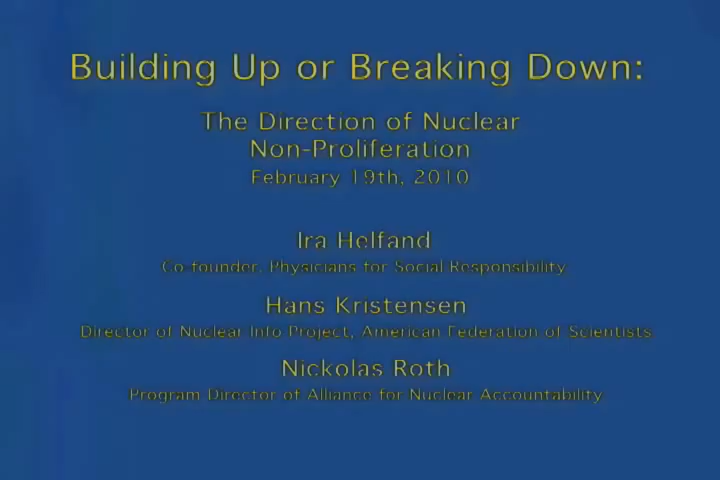 Building Up or Breaking Down:
The Direction of Nuclear
Non-Proliferation
February 19th, 2010
Ira Helfand
Co-founder, Physicians for Social Responsibility
Hans Kristensen
Director of Nuclear Info Project, American Federation of Scientists
Nickolas Roth
Program Director of Alliance for Nuclear Accountability